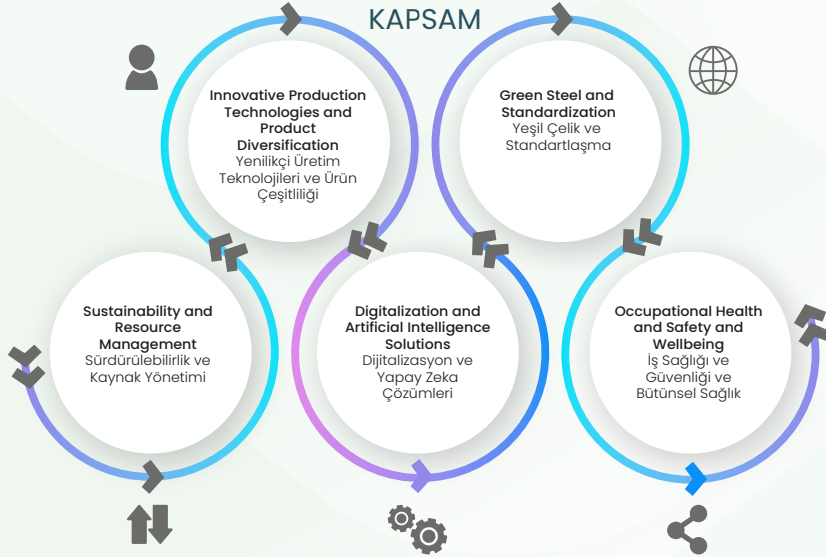 KAPSAM
Innovative Production
Technologies and
Product
Diversification
Yenilikçi Üretim
Teknolojileri ve Ürün
Çeşitliliği
Green Steel and
Standardization
Yeşil Çelik ve
Standartlaşma
Sustainability and
Resource
Management
Sürdürülebilirlik ve
Kaynak Yönetimi
Digitalization and
Artificial Intelligence
Solutions
Dijitalizasyon ve
Yapay Zeka
Çözümleri
Occupational Health
and Safety and
Wellbeing
İş Sağlığı ve
Güvenliği ve
Bütünsel Sağlık